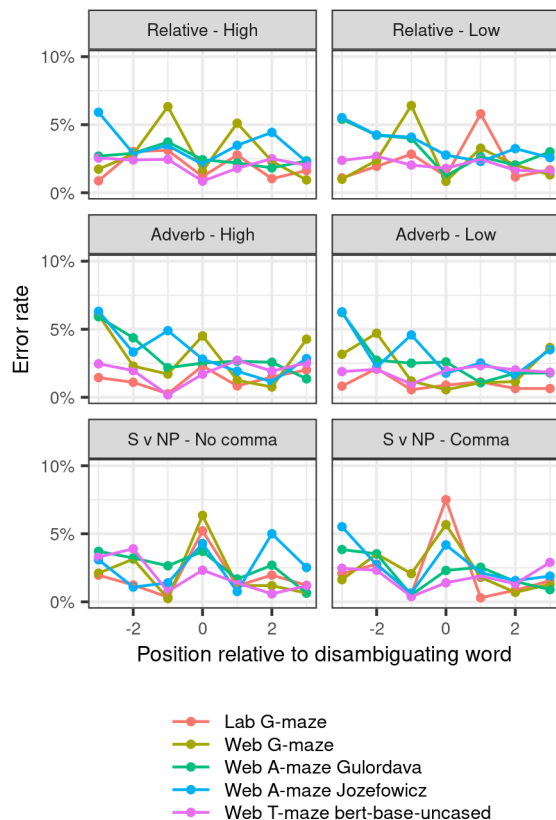 Relative - High
Relative - Low
10%
5%
0%
Adverb - High
Adverb - Low
10%
5%
0%
S v NP - No comma
S v NP - Comma
10%
5%
0%
-2 0 2
-2 0 2
Error rate
Position relative to disambiguating word
Lab G-maze
Web G-maze
Web A-maze Gulordava
Web A-maze Jozefowicz
Web T-maze bert-base-uncased